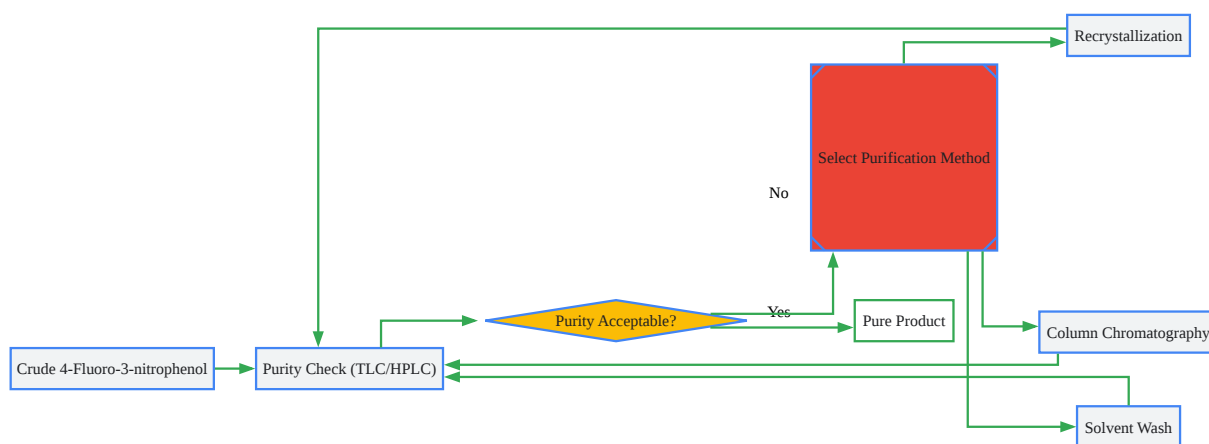 Recrystallization
Select Purification Method
No
Yes
Purity Acceptable?
Pure Product
Column Chromatography
Crude 4-Fluoro-3-nitrophenol
Purity Check (TLC/HPLC)
Solvent Wash